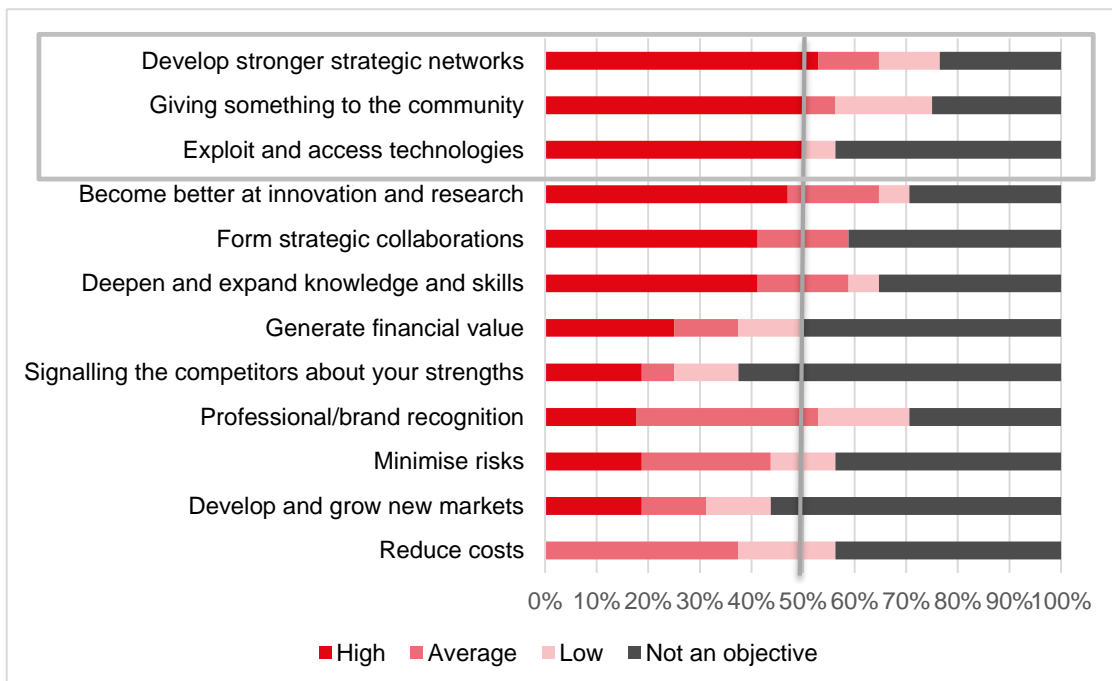 Develop stronger strategic networks
Giving something to the community
Exploit and access technologies
Become better at innovation and research
Form strategic collaborations
Deepen and expand knowledge and skills
Generate financial value
Signalling the competitors about your strengths
Professional/brand recognition
Minimise risks
Develop and grow new markets
Reduce costs
0% 10% 20% 30% 40% 50% 60% 70% 80% 90% 100%
High Average Low Not an objective